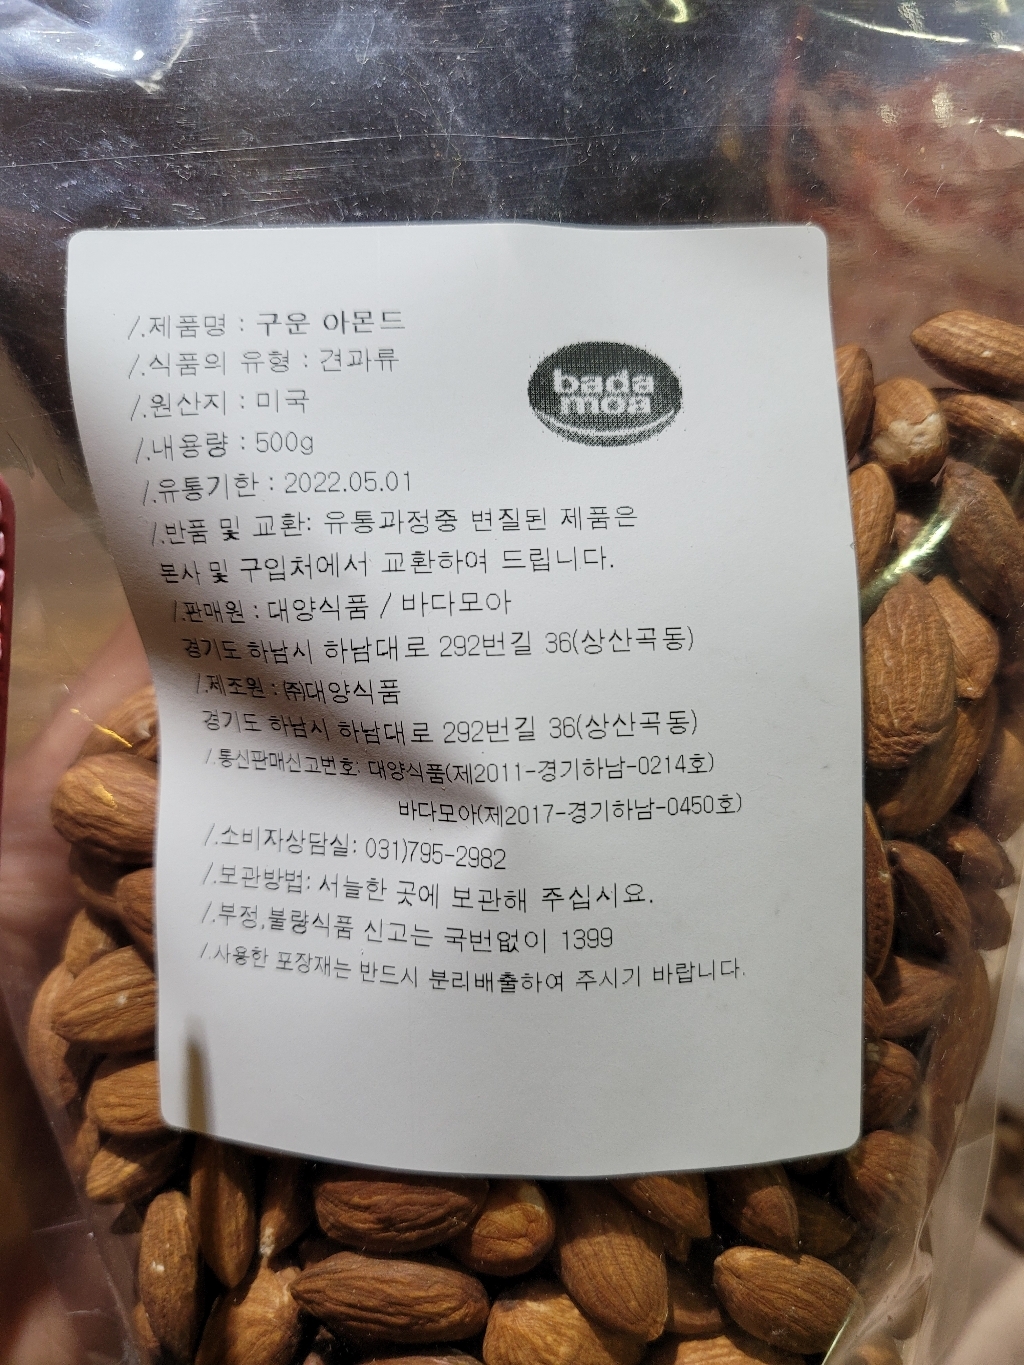 /.제품명 : 구운 아몬드
/.식품의 유형 : 견과류
/.원산지 : 미국
/.내용량 : 500g
/.유통기한 : 2022.05.01
/.반품 및 교환: 유통과정중 변질된 제품은
본사 및 구입처에서 교환하여 드립니다.
/.판매원 : 대양식품 / 바다모아
경기도 하남시 하남대로 292번길 36(상산곡동)
/.제조원 : ㈜대양식품
경기도 하남시 하남대로 292번길 36(상산곡동)
/.통신판매신고번호: 대양식품(제2011-경기하남-0214호)
바다모아(제2017-경기하남-0450호)
/.소비자상담실: 031)795-2982
/.보관방법: 서늘한 곳에 보관해 주십시요.
/.부정,불량식품 신고는 국번없이 1399
/.사용한 포장재는 반드시 분리배출하여 주시기 바랍니다.
bada
moa